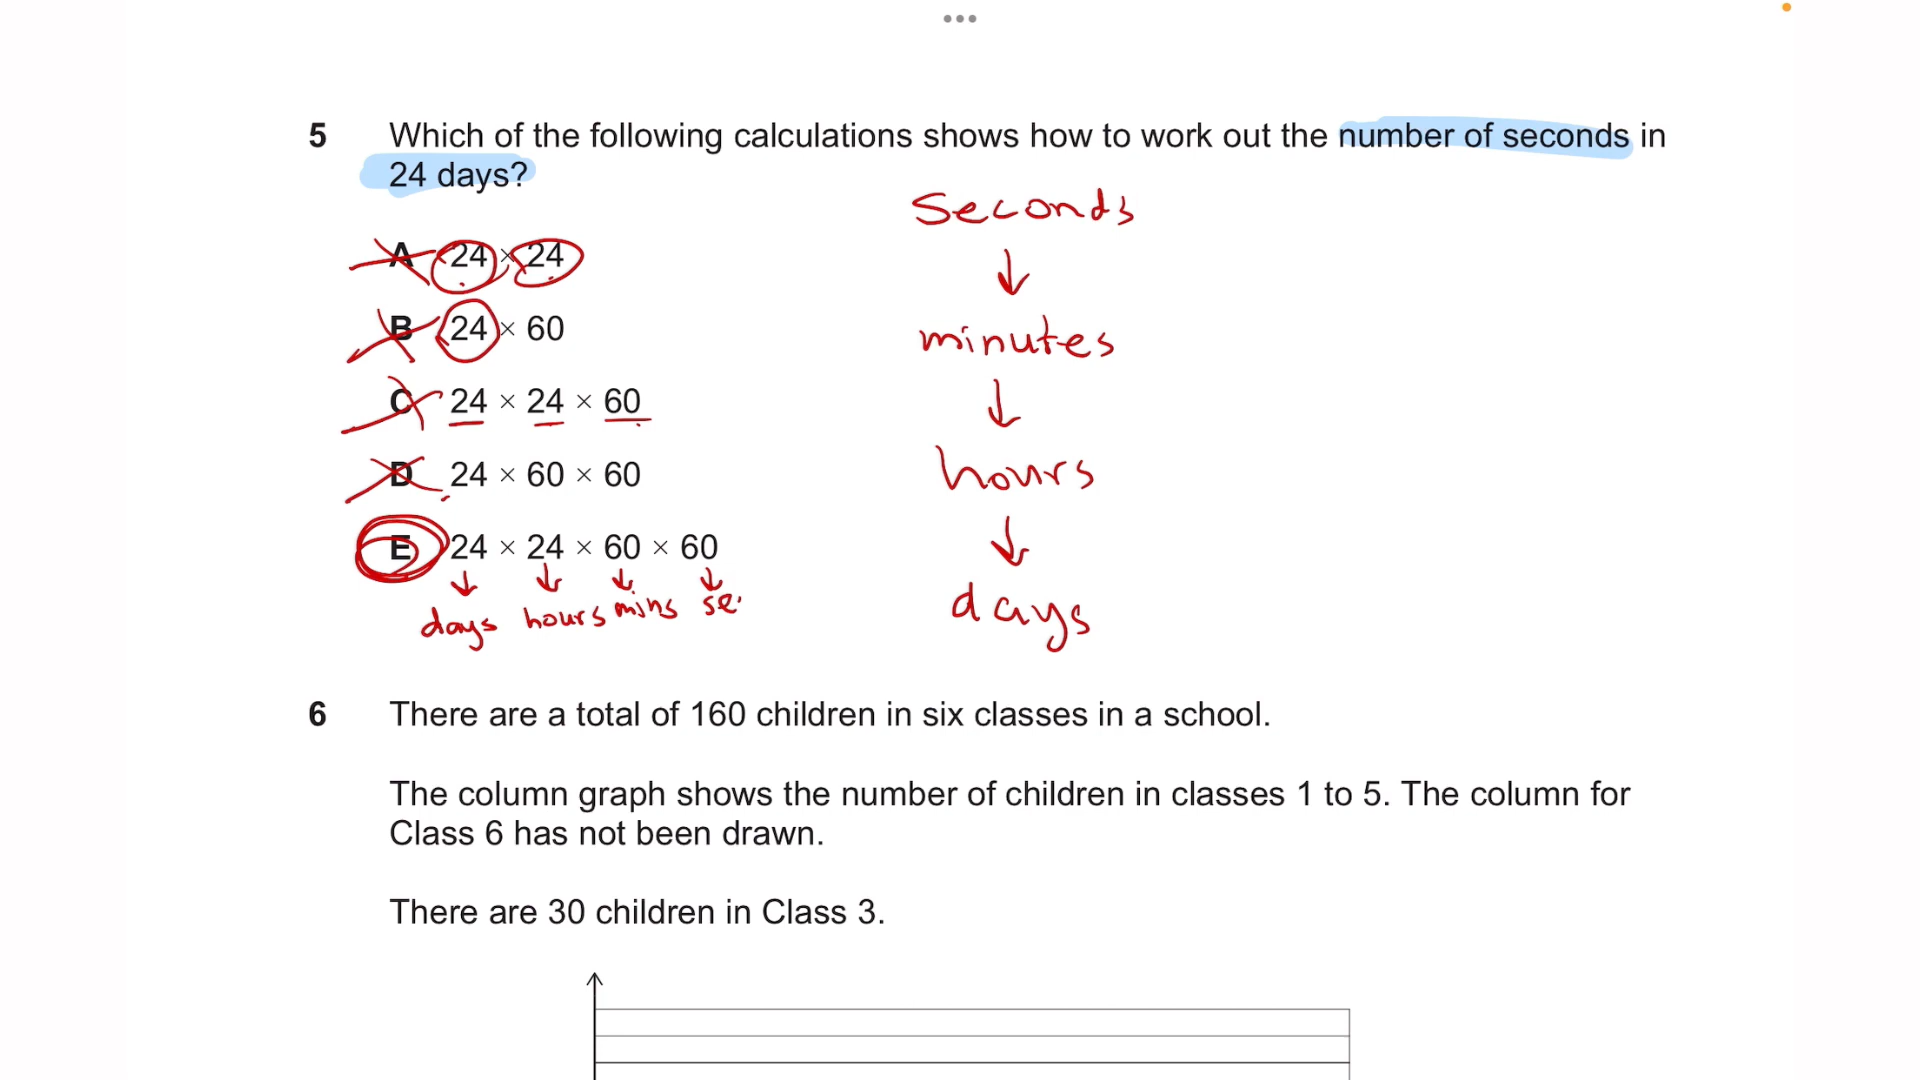 5 Which of the following calculations shows how to work out the number of seconds in
24 days?
Seconds
A 24 × 24
minutes
B 24 × 60
C 24 × 24 × 60
hours
D 24 × 60 × 60
E 24 × 24 × 60 × 60
days hours mins se
days
6 There are a total of 160 children in six classes in a school.
The column graph shows the number of children in classes 1 to 5. The column for
Class 6 has not been drawn.
There are 30 children in Class 3.